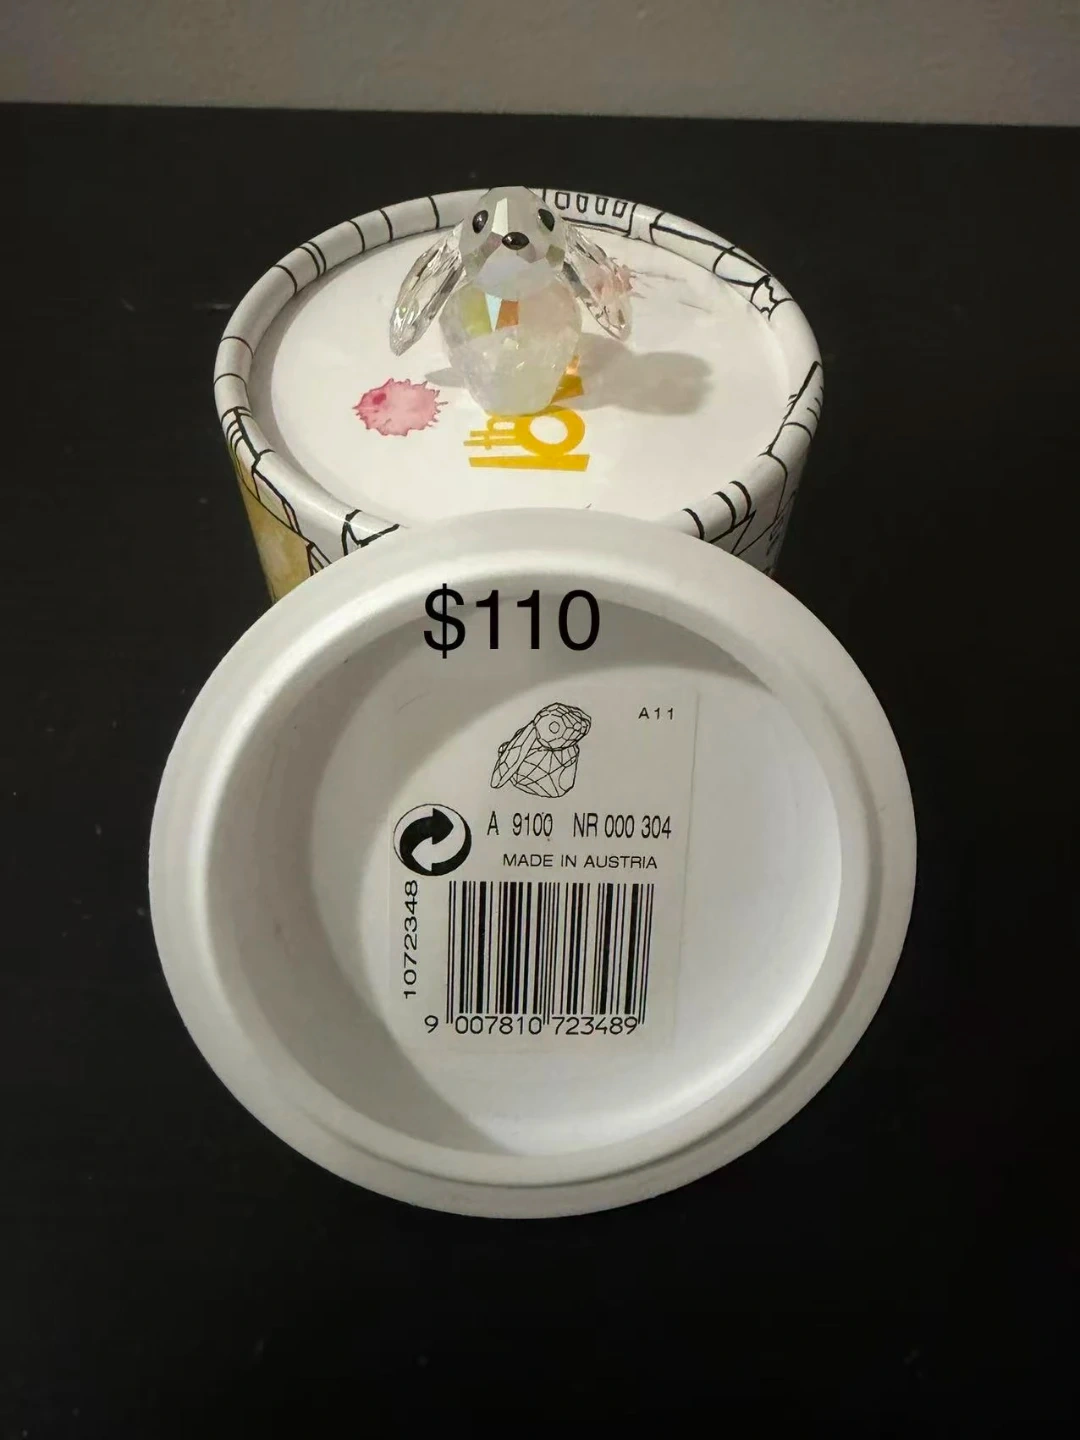 $110
A11
A 9100 NR 000 304
MADE IN AUSTRIA
1072348
9 007810 723489